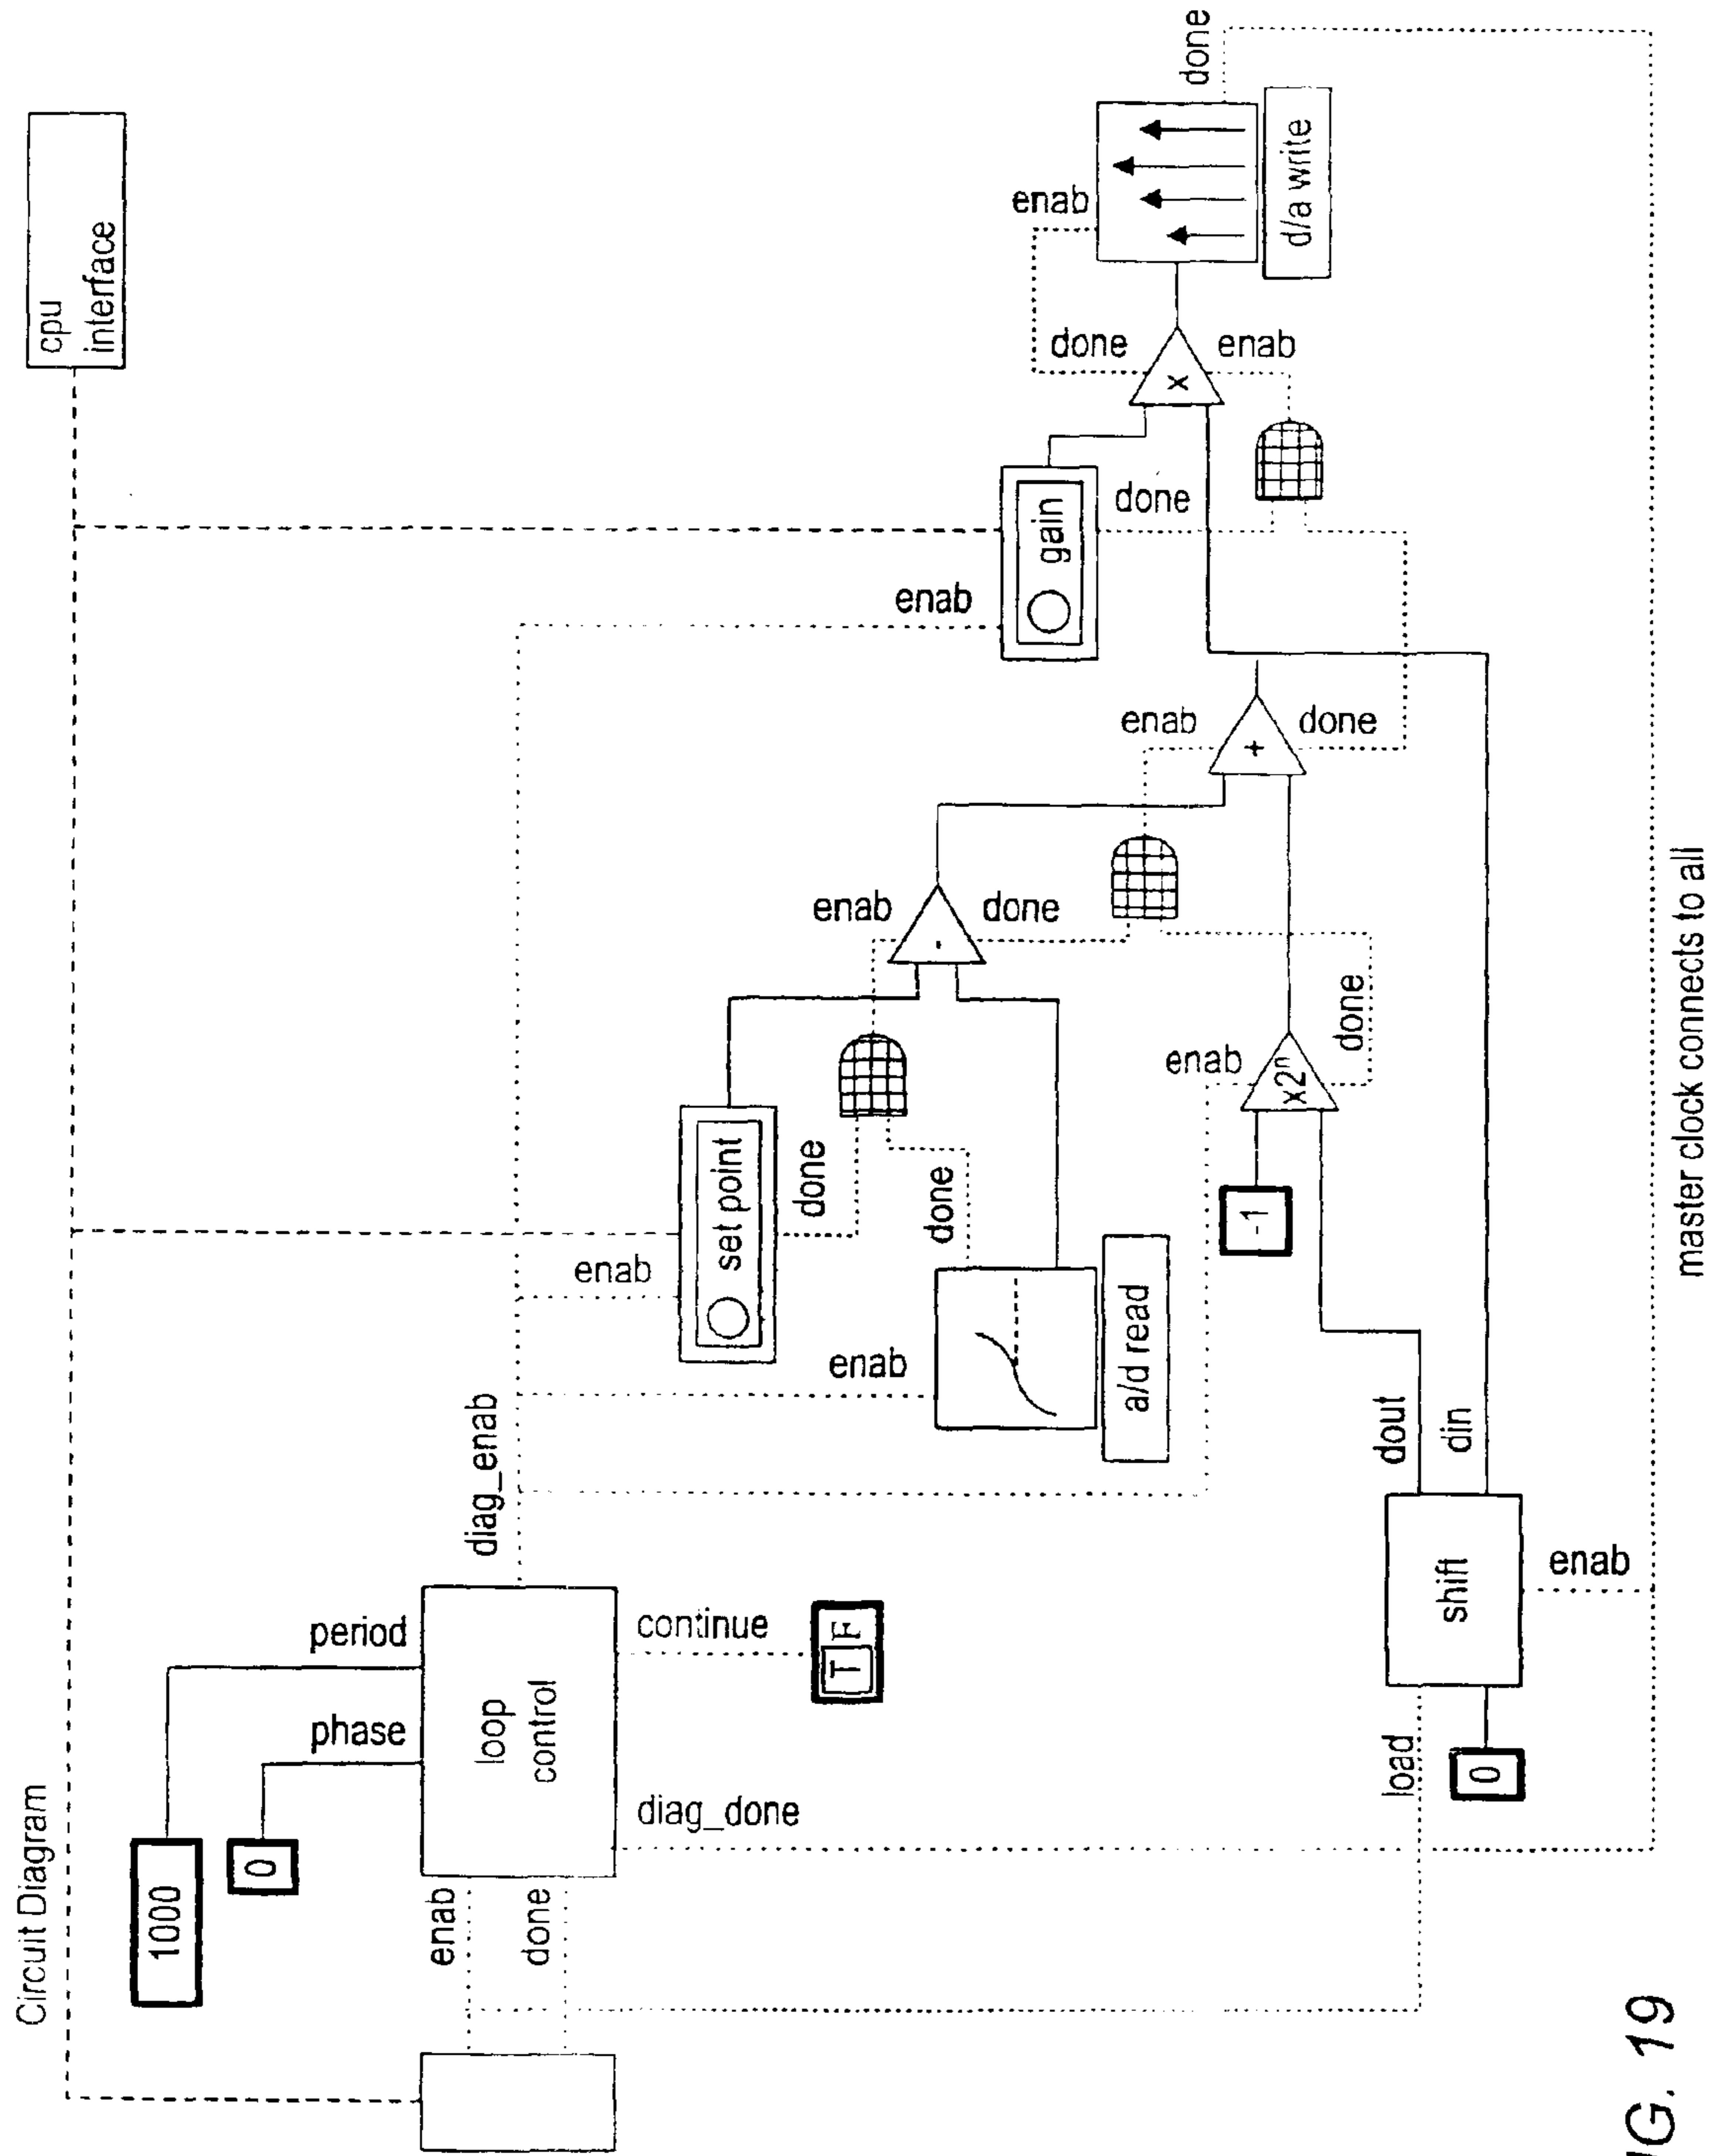 Circuit Diagram
cpu
interface
1000
0
period
phase
loop
control
enab
done
diag_enab
continue
T F
diag_done
enab
set point
done
enab
a/d read
done
enab
-
done
enab
gain
done
-1
enab
x2ⁿ
done
enab
+
done
done
x
enab
enab
d/a write
done
load
0
shift
dout
din
enab
master clock connects to all
IG. 19